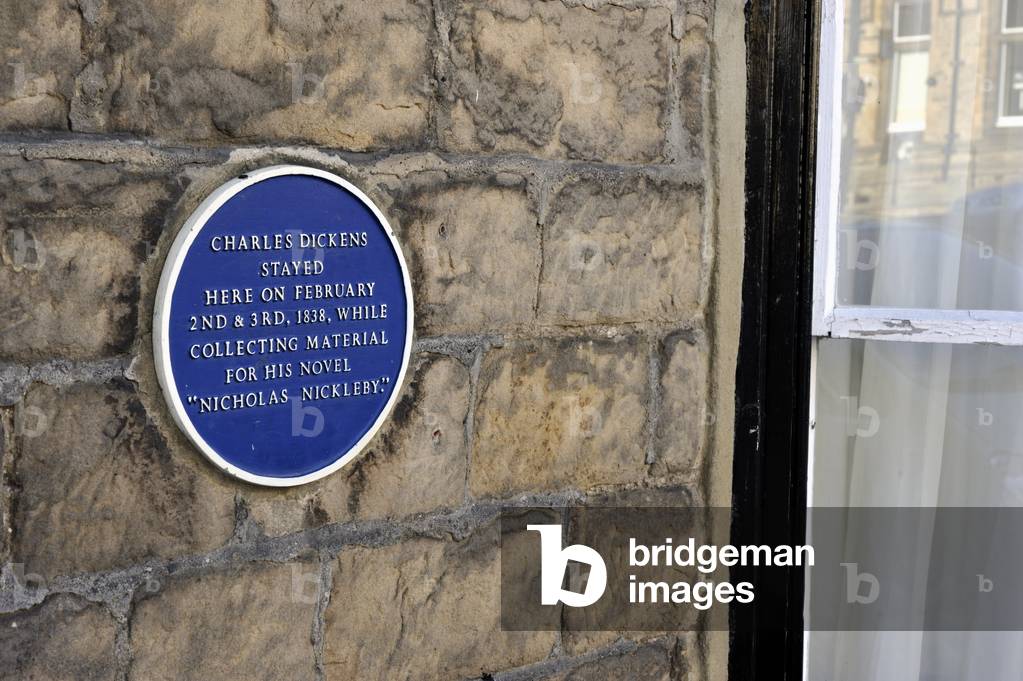 CHARLES DICKENS
STAYED
HERE ON FEBRUARY
2ND & 3RD, 1838, WHILE
COLLECTING MATERIAL
FOR HIS NOVEL
"NICHOLAS NICKLEBY."
b bridgeman
images